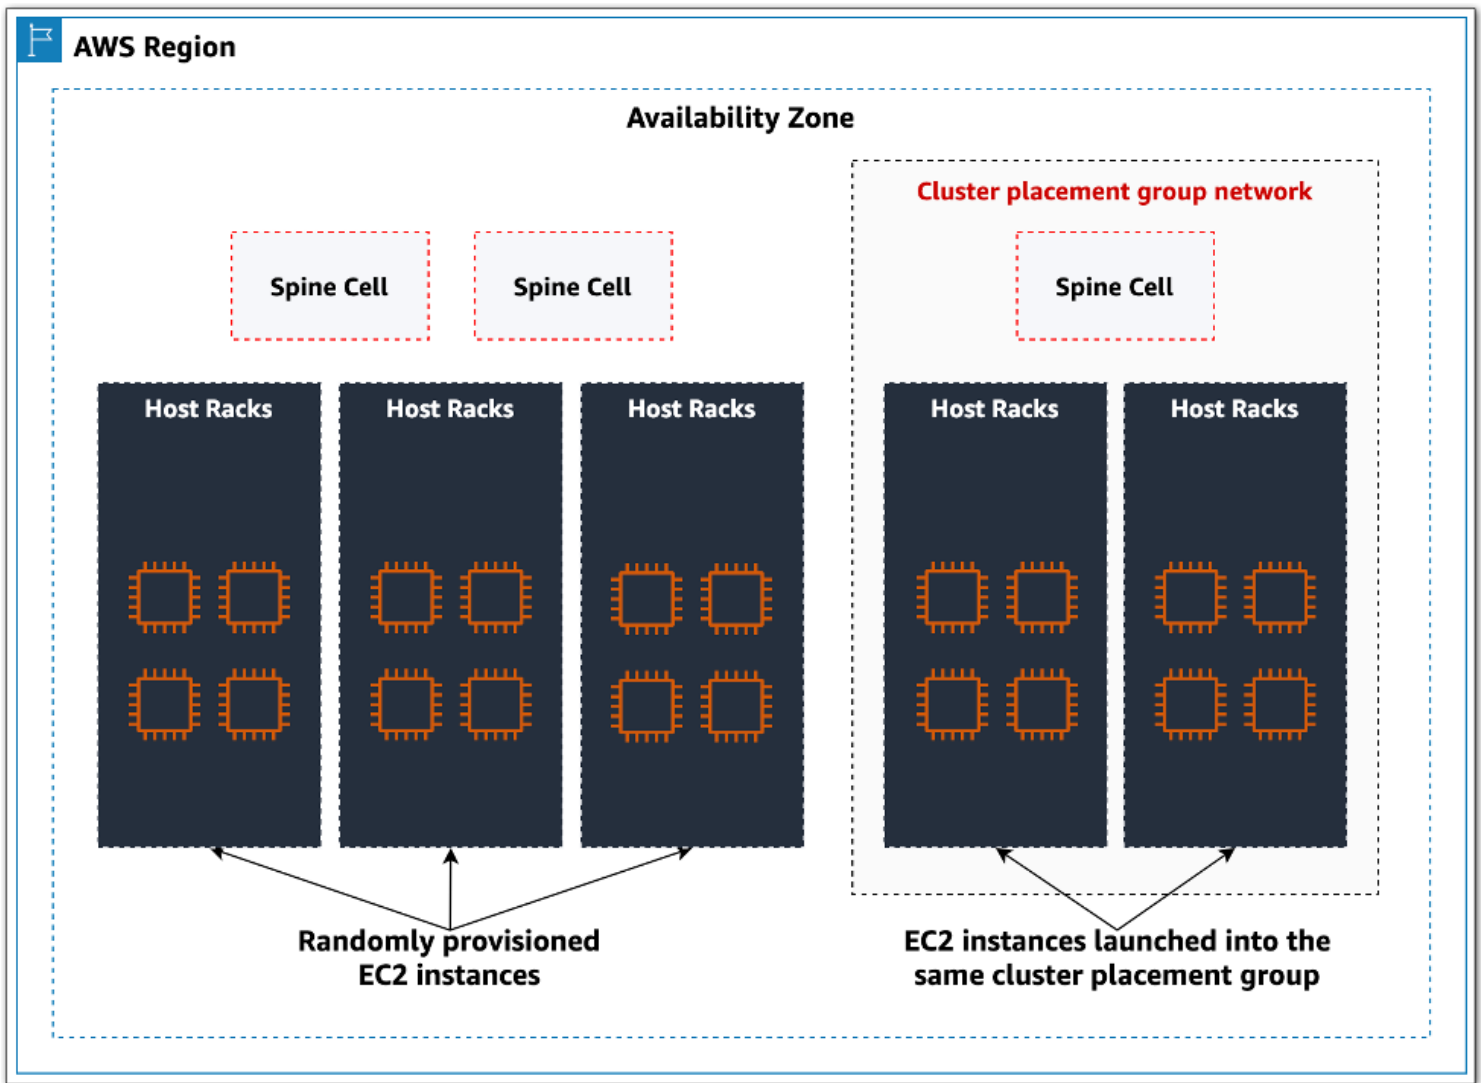 AWS Region
Availability Zone
Cluster placement group network
Spine Cell
Spine Cell
Spine Cell
Host Racks
Host Racks
Host Racks
Host Racks
Host Racks
Randomly provisioned
EC2 instances
EC2 instances launched into the
same cluster placement group